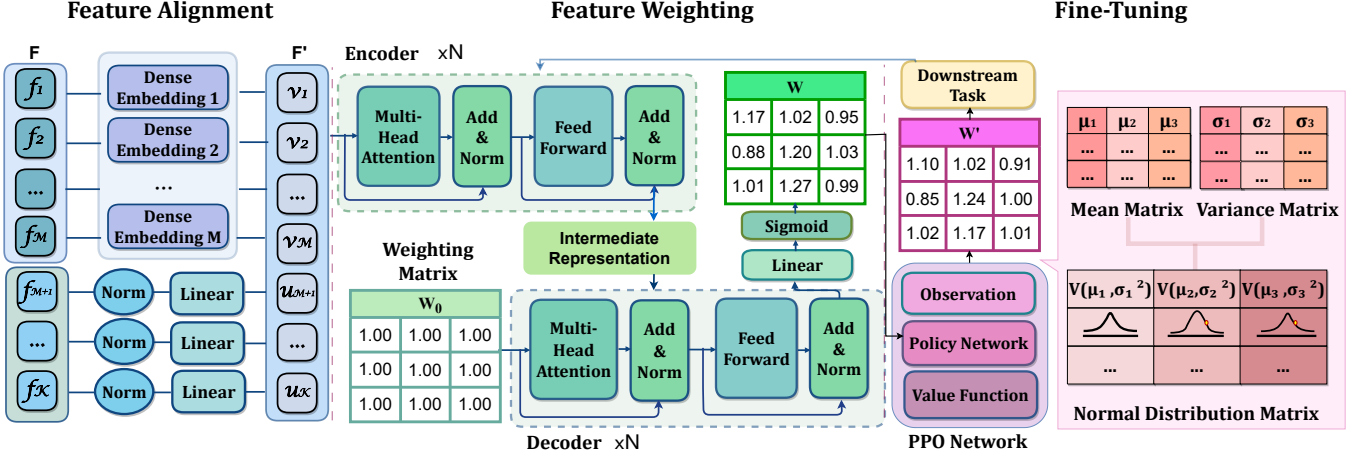 Feature Alignment
Feature Weighting
Fine-Tuning
F
F'
f1
f2
...
fM
fM+1
...
fK
Dense
Embedding 1
Dense
Embedding 2
...
Dense
Embedding M
Norm
Linear
Norm
Linear
Norm
Linear
v1
v2
...
vM
uM+1
...
uK
Encoder xN
Multi-
Head
Attention
Add
&
Norm
Feed
Forward
Add
&
Norm
Intermediate
Representation
Weighting
Matrix
W0
1.00 1.00 1.00
1.00 1.00 1.00
1.00 1.00 1.00
Multi-
Head
Attention
Add
&
Norm
Feed
Forward
Add
&
Norm
Decoder xN
W
1.17 1.02 0.95
0.88 1.20 1.03
1.01 1.27 0.99
Sigmoid
Linear
Downstream
Task
W'
1.10 1.02 0.91
0.85 1.24 1.00
1.02 1.17 1.01
Observation
Policy Network
Value Function
PPO Network
μ1 μ2 μ3
... ... ...
... ... ...
Mean Matrix
σ1 σ2 σ3
... ... ...
... ... ...
Variance Matrix
V(μ1,σ1²) V(μ2,σ2²) V(μ3,σ3²)
... ... ...
Normal Distribution Matrix